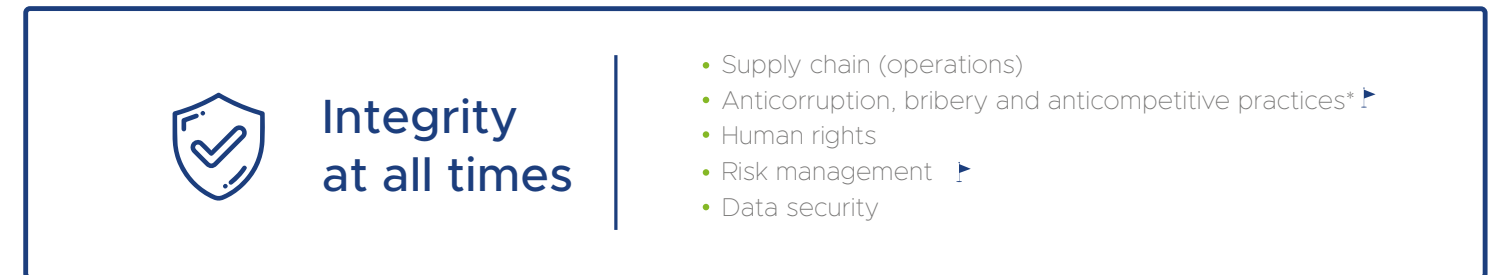 Integrity
at all times
• Supply chain (operations)
• Anticorruption, bribery and anticompetitive practices*
• Human rights
• Risk management
• Data security